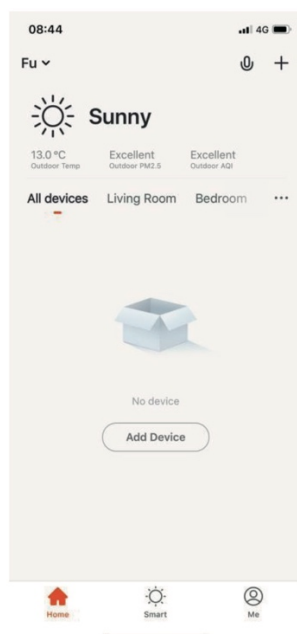 08:44 4G
Fu
Sunny
13.0 °C Excellent Excellent
Outdoor Temp Outdoor PM2.5 Outdoor AQI
All devices Living Room Bedroom ...
No device
Add Device
Home Smart Me